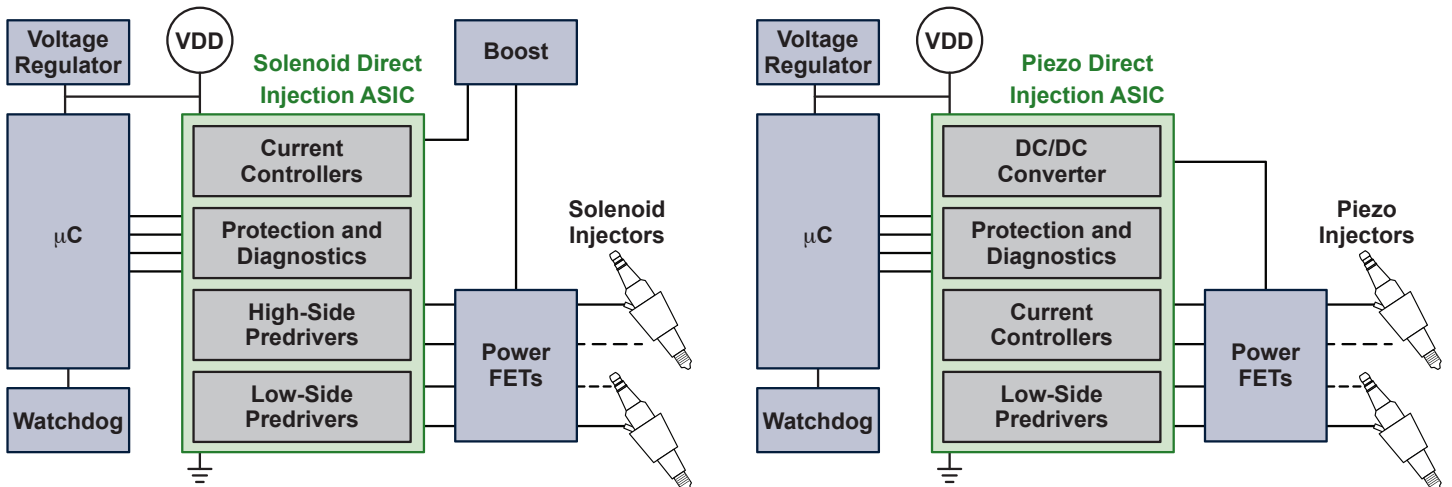 Voltage
Regulator
VDD
Solenoid Direct
Injection ASIC
Boost
Current
Controllers
μC
Protection and
Diagnostics
Solenoid
Injectors
High-Side
Predrivers
Power
FETs
Low-Side
Predrivers
Watchdog
Voltage
Regulator
VDD
Piezo Direct
Injection ASIC
DC/DC
Converter
μC
Protection and
Diagnostics
Piezo
Injectors
Current
Controllers
Power
FETs
Low-Side
Predrivers
Watchdog